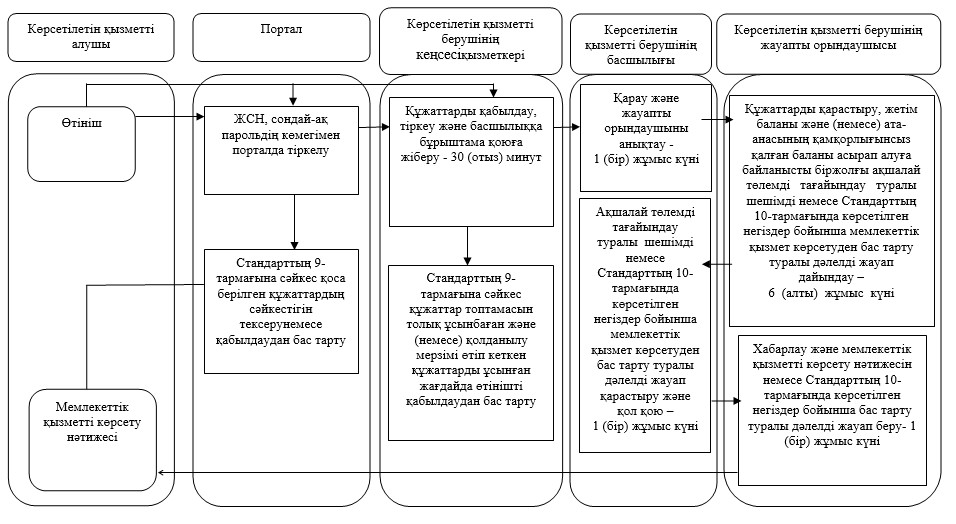 Көрсетілетін қызметті
алушы
Портал
Көрсетілетін қызметті
берушінің
кеңсесіқызметкері
Көрсетілетін
қызметті берушінің
басшылығы
Көрсетілетін қызметті берушінің
жауапты орындаушысы
Өтініш
ЖСН, сондай-ақ
парольдің көмегімен
порталда тіркелу
Құжаттарды қабылдау,
тіркеу және басшылыққа
бұрыштама қоюға
жіберу - 30 (отыз) минут
Қарау және
жауапты
орындаушыны
анықтау -
1 (бір) жұмыс күні
Құжаттарды қарастыру, жетім
баланы және (немесе) ата-
анасының қамқорлығынсыз
қалған баланы асырап алуға
байланысты біржолғы ақшалай
төлемді тағайындау туралы
шешімді немесе Стандарттың
10-тармағында көрсетілген
негіздер бойынша мемлекеттік
қызмет көрсетуден бас тарту
туралы дәлелді жауап
дайындау –
6 (алты) жұмыс күні
Стандарттың 9-
тармағына сәйкес қоса
берілген құжаттардың
сәйкестігін
тексерунемесе
қабылдаудан бас тарту
Стандарттың 9-
тармағына сәйкес
құжаттар топтамасын
толық ұсынбаған және
(немесе) қолданылу
мерзімі өтіп кеткен
құжаттарды ұсынған
жағдайда өтінішті
қабылдаудан бас тарту
Ақшалай төлемді
тағайындау
туралы шешімді
немесе
Стандарттың 10-
тармағында
көрсетілген
негіздер бойынша
мемлекеттік
қызмет көрсетуден
бас тарту туралы
дәлелді жауап
қарастыру және
қол қою –
1 (бір) жұмыс күні
Хабарлау және мемлекеттік
қызметті көрсету нәтижесін
немесе Стандарттың 10-
тармағында көрсетілген
негіздер бойынша бас тарту
туралы дәлелді жауап беру- 1
(бір) жұмыс күні
Мемлекеттік
қызметті көрсету
нәтижесі